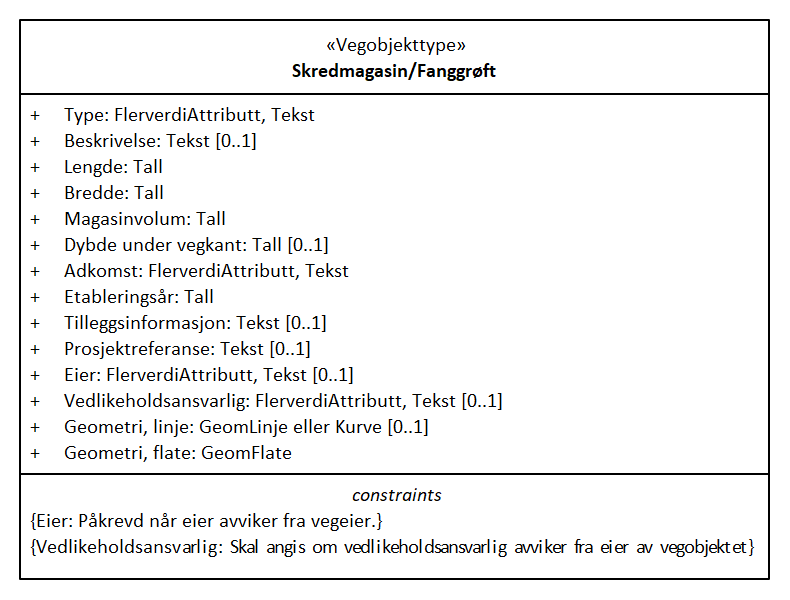 «Vegobjekttype»
Skredmagasin/Fanggrøft
+ Type: FlerverdiAttributt, Tekst
+ Beskrivelse: Tekst [0..1]
+ Lengde: Tall
+ Bredde: Tall
+ Magasinvolum: Tall
+ Dybde under vegkant: Tall [0..1]
+ Adkomst: FlerverdiAttributt, Tekst
+ Etableringsår: Tall
+ Tilleggsinformasjon: Tekst [0..1]
+ Prosjektreferanse: Tekst [0..1]
+ Eier: FlerverdiAttributt, Tekst [0..1]
+ Vedlikeholdsansvarlig: FlerverdiAttributt, Tekst [0..1]
+ Geometri, linje: GeomLinje eller Kurve [0..1]
+ Geometri, flate: GeomFlate
constraints
{Eier: Påkrevd når eier avviker fra vegeier.}
{Vedlikeholdsansvarlig: Skal angis om vedlikeholdsansvarlig avviker fra eier av vegobjektet}